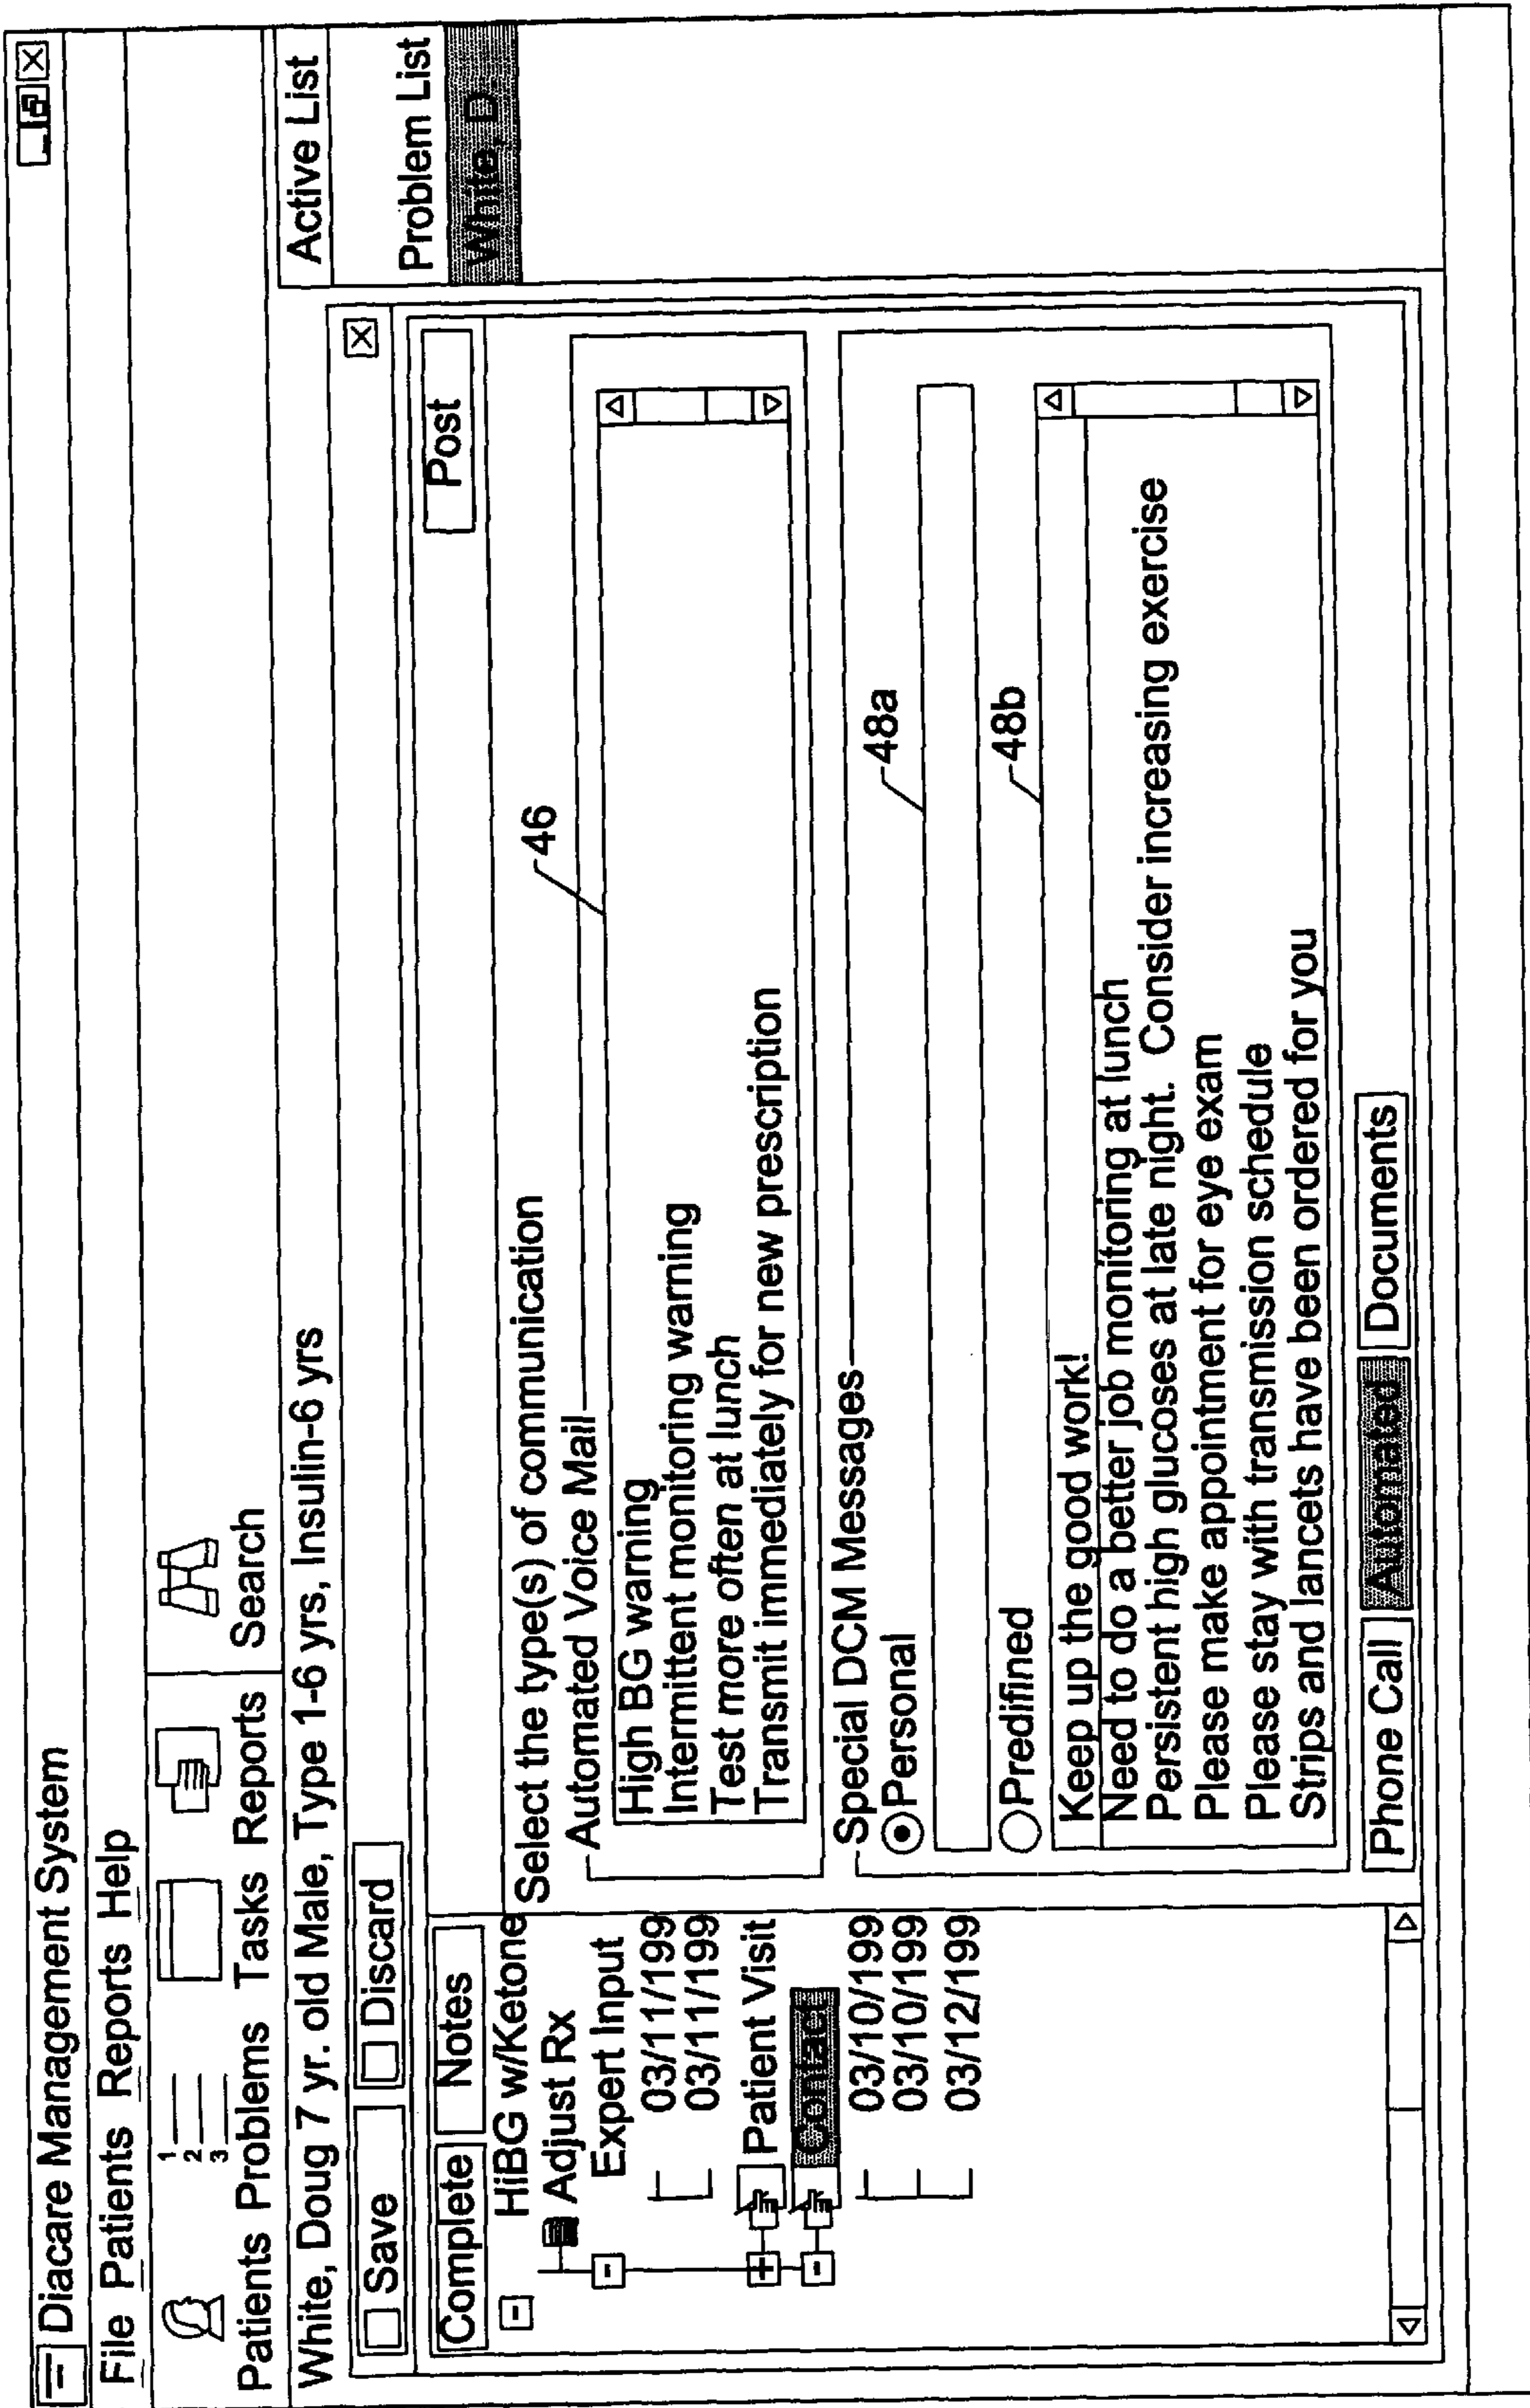 Diacare Management System
File Patients Reports Help
1
2
3
Patients Problems Tasks Reports Search
White, Doug 7 yr. old Male, Type 1-6 yrs, Insulin-6 yrs
Active List
Problem List
White, D.
Save Discard
Complete Notes
Post
HiBG w/Ketone
Adjust Rx
Expert Input
03/11/199
03/11/199
Patient Visit
Contact
03/10/199
03/10/199
03/12/199
Select the type(s) of communication
Automated Voice Mail
46
High BG warning
Intermittent monitoring warning
Test more often at lunch
Transmit immediately for new prescription
Special DCM Messages
Personal
48a
Predifined
48b
Keep up the good work!
Need to do a better job monitoring at lunch
Persistent high glucoses at late night. Consider increasing exercise
Please make appointment for eye exam
Please stay with transmission schedule
Strips and lancets have been ordered for you
Phone Call Automated Documents